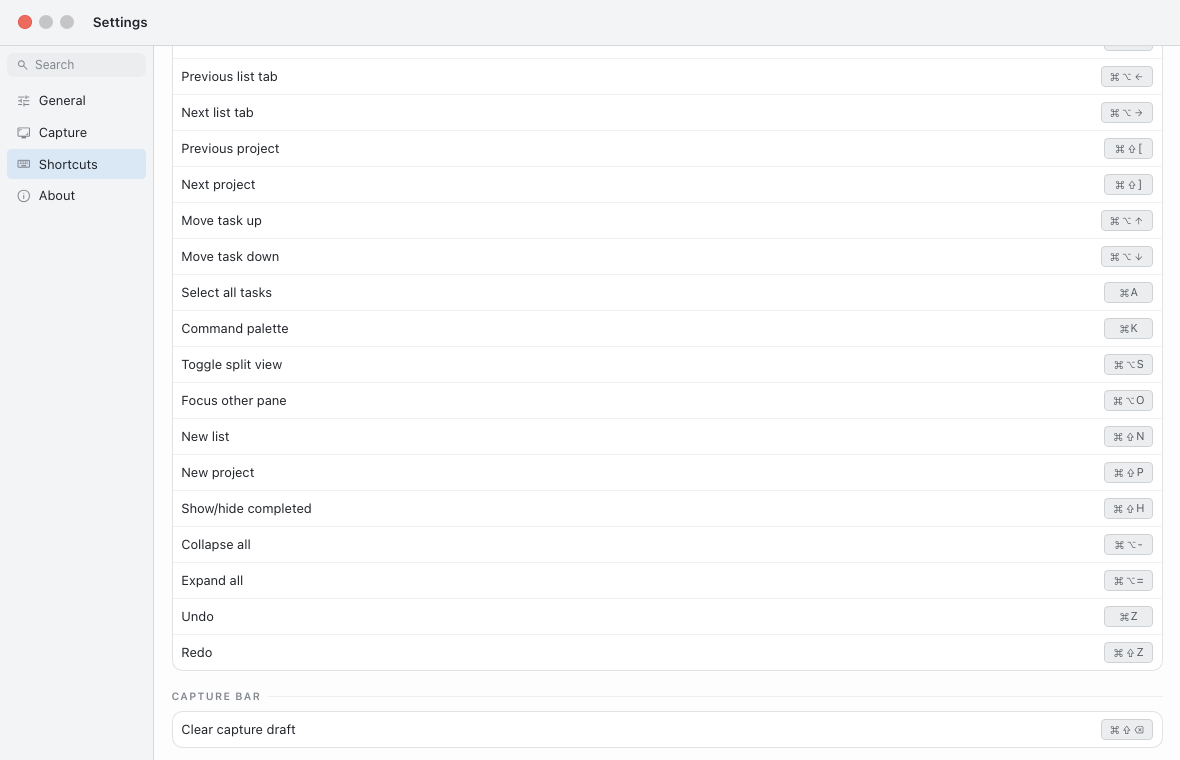 Settings
Search
General
Capture
Shortcuts
About
Previous list tab ⌘⌥←
Next list tab ⌘⌥→
Previous project ⌘⇧[
Next project ⌘⇧]
Move task up ⌘⌥↑
Move task down ⌘⌥↓
Select all tasks ⌘A
Command palette ⌘K
Toggle split view ⌘⌥S
Focus other pane ⌘⌥O
New list ⌘⇧N
New project ⌘⇧P
Show/hide completed ⌘⇧H
Collapse all ⌘⌥-
Expand all ⌘⌥=
Undo ⌘Z
Redo ⌘⇧Z
CAPTURE BAR
Clear capture draft ⌘⇧⌫